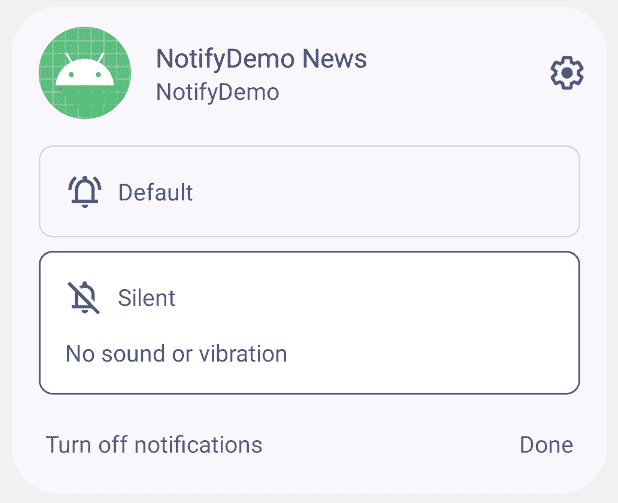 NotifyDemo News
NotifyDemo
Default
Silent
No sound or vibration
Turn off notifications
Done